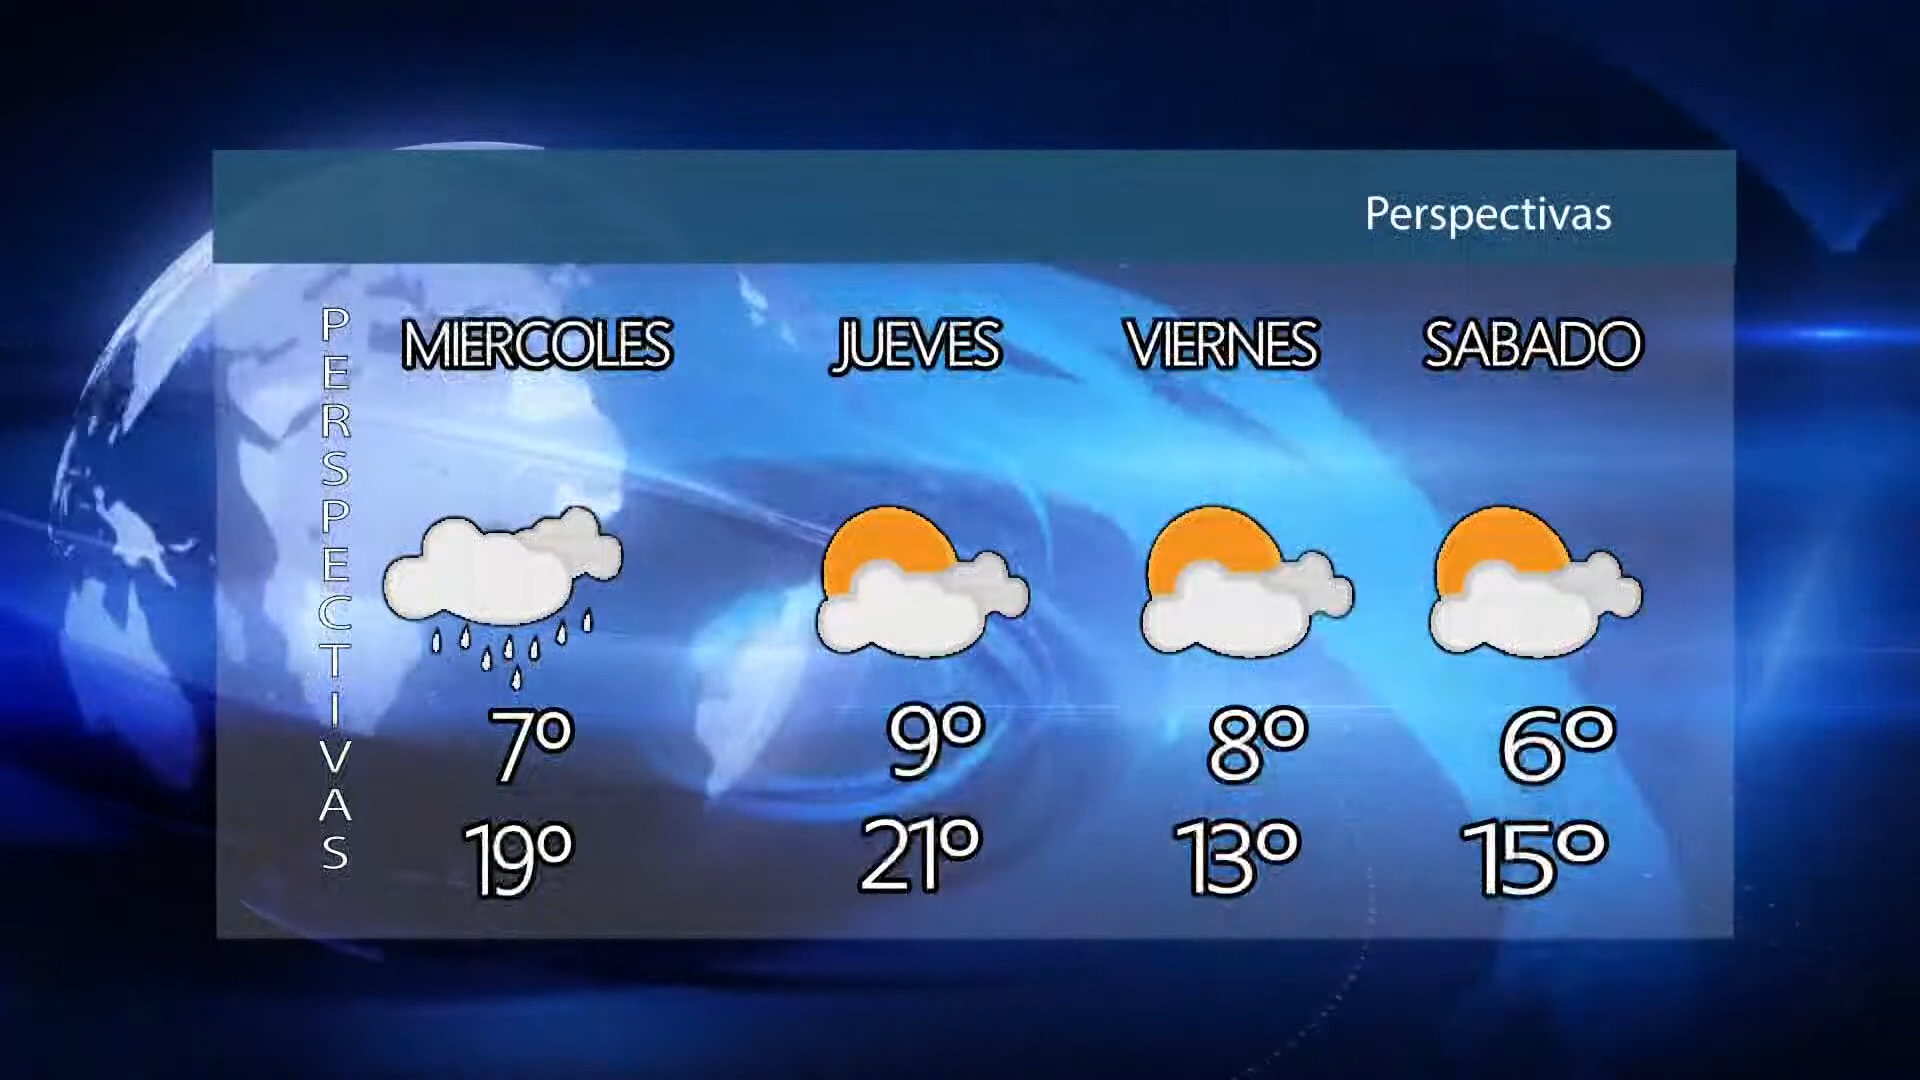 Perspectivas
PERSPECTIVAS
MIERCOLES JUEVES VIERNES SABADO
7º 9º 8º 6º
19º 21º 13º 15º